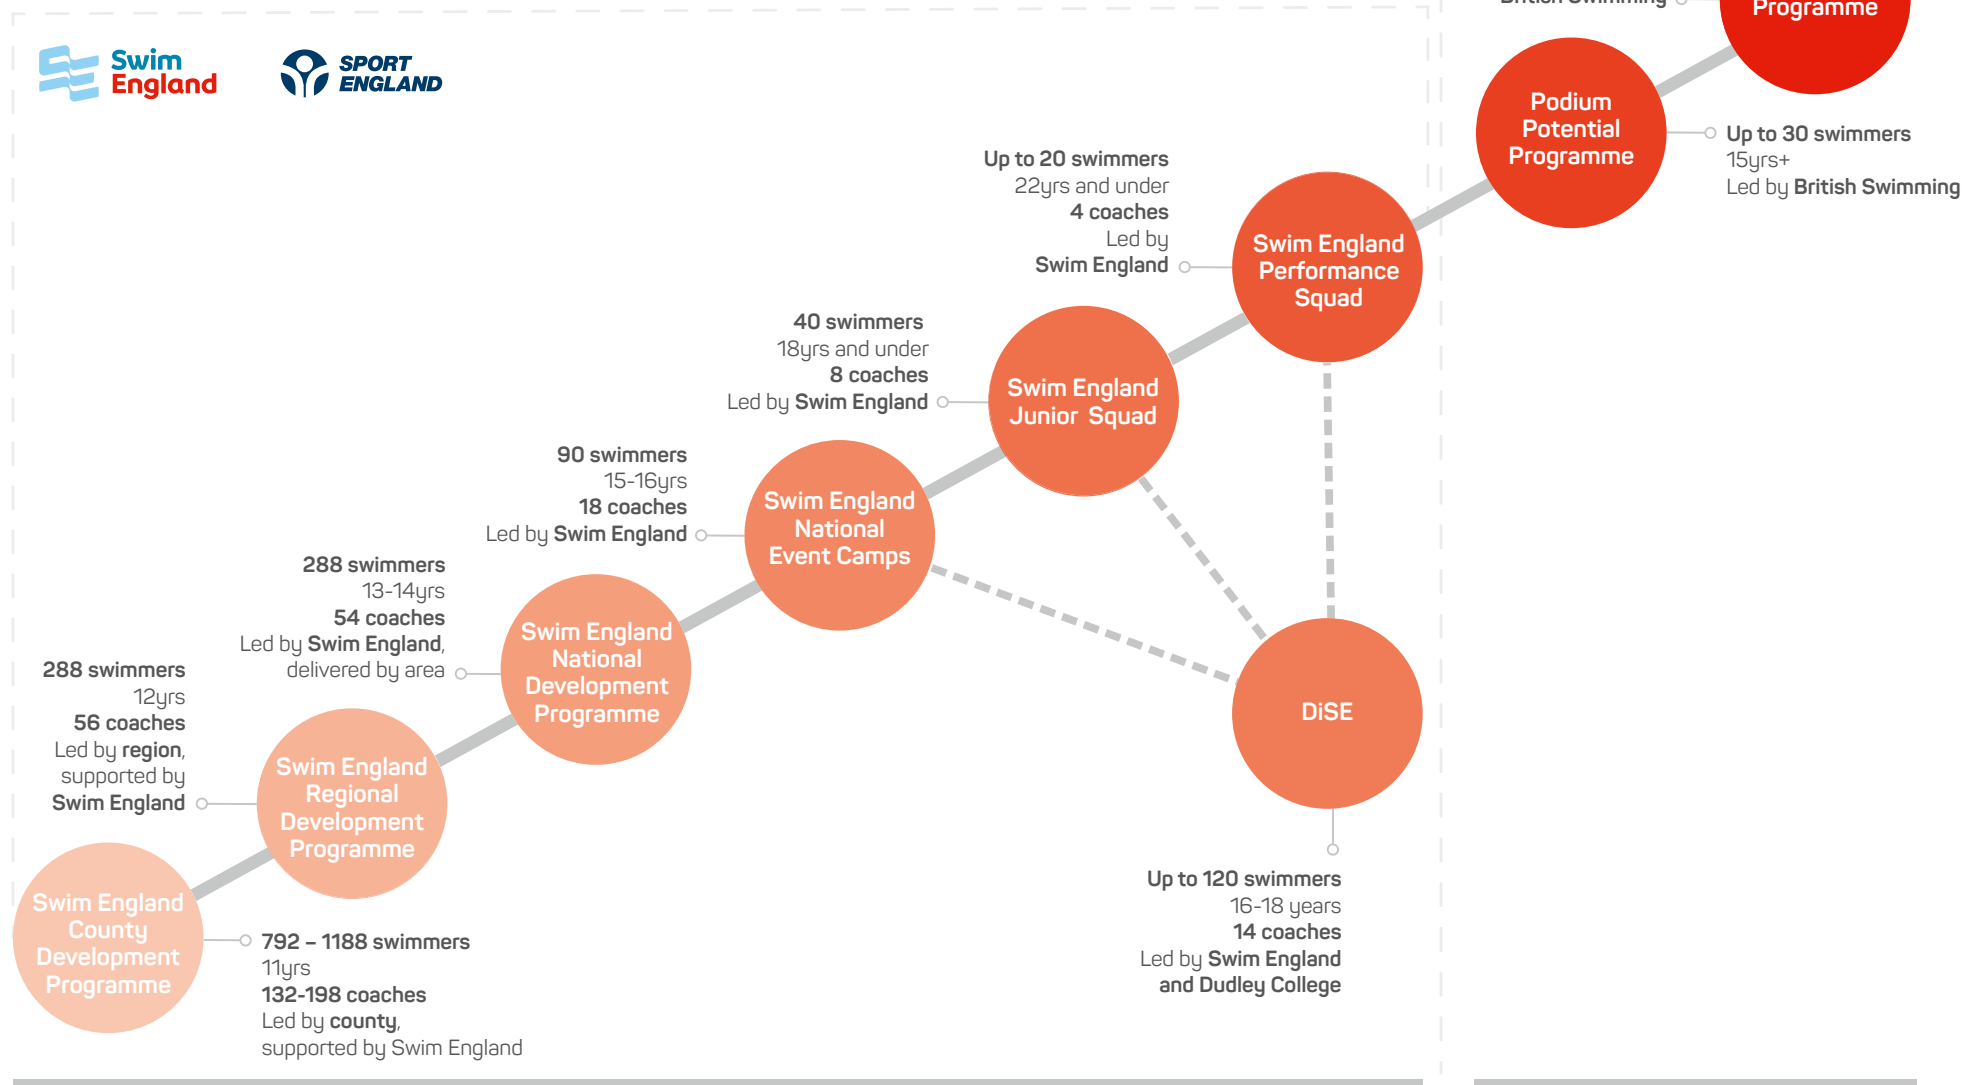 Swim
England
SPORT
ENGLAND
British Swimming
Programme
Podium
Potential
Programme
Up to 30 swimmers
15yrs+
Led by British Swimming
Up to 20 swimmers
22yrs and under
4 coaches
Led by
Swim England
Swim England
Performance
Squad
40 swimmers
18yrs and under
8 coaches
Led by Swim England
Swim England
Junior Squad
90 swimmers
15-16yrs
18 coaches
Led by Swim England
Swim England
National
Event Camps
288 swimmers
13-14yrs
54 coaches
Led by Swim England,
delivered by area
Swim England
National
Development
Programme
288 swimmers
12yrs
56 coaches
Led by region,
supported by
Swim England
Swim England
Regional
Development
Programme
Swim England
County
Development
Programme
792 – 1188 swimmers
11yrs
132-198 coaches
Led by county,
supported by Swim England
DiSE
Up to 120 swimmers
16-18 years
14 coaches
Led by Swim England
and Dudley College